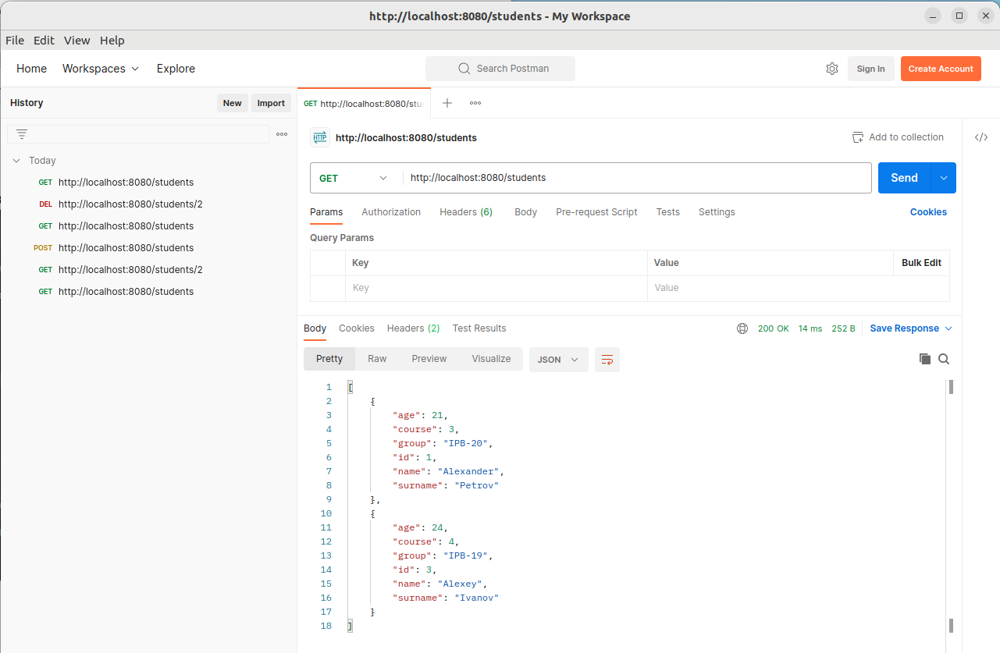 http://localhost:8080/students - My Workspace
File Edit View Help
Home Workspaces Explore Search Postman Sign In Create Account
History New Import
GET http://localhost:8080/stu
Today
GET http://localhost:8080/students
DEL http://localhost:8080/students/2
GET http://localhost:8080/students
POST http://localhost:8080/students
GET http://localhost:8080/students/2
GET http://localhost:8080/students
HTTP http://localhost:8080/students Add to collection </>
GET http://localhost:8080/students Send
Params Authorization Headers (6) Body Pre-request Script Tests Settings Cookies
Query Params
Key Value Bulk Edit
Key Value
Body Cookies Headers (2) Test Results 200 OK 14 ms 252 B Save Response
Pretty Raw Preview Visualize JSON
1 [
2 {
3 "age": 21,
4 "course": 3,
5 "group": "IPB-20",
6 "id": 1,
7 "name": "Alexander",
8 "surname": "Petrov"
9 },
10 {
11 "age": 24,
12 "course": 4,
13 "group": "IPB-19",
14 "id": 3,
15 "name": "Alexey",
16 "surname": "Ivanov"
17 }
18 ]